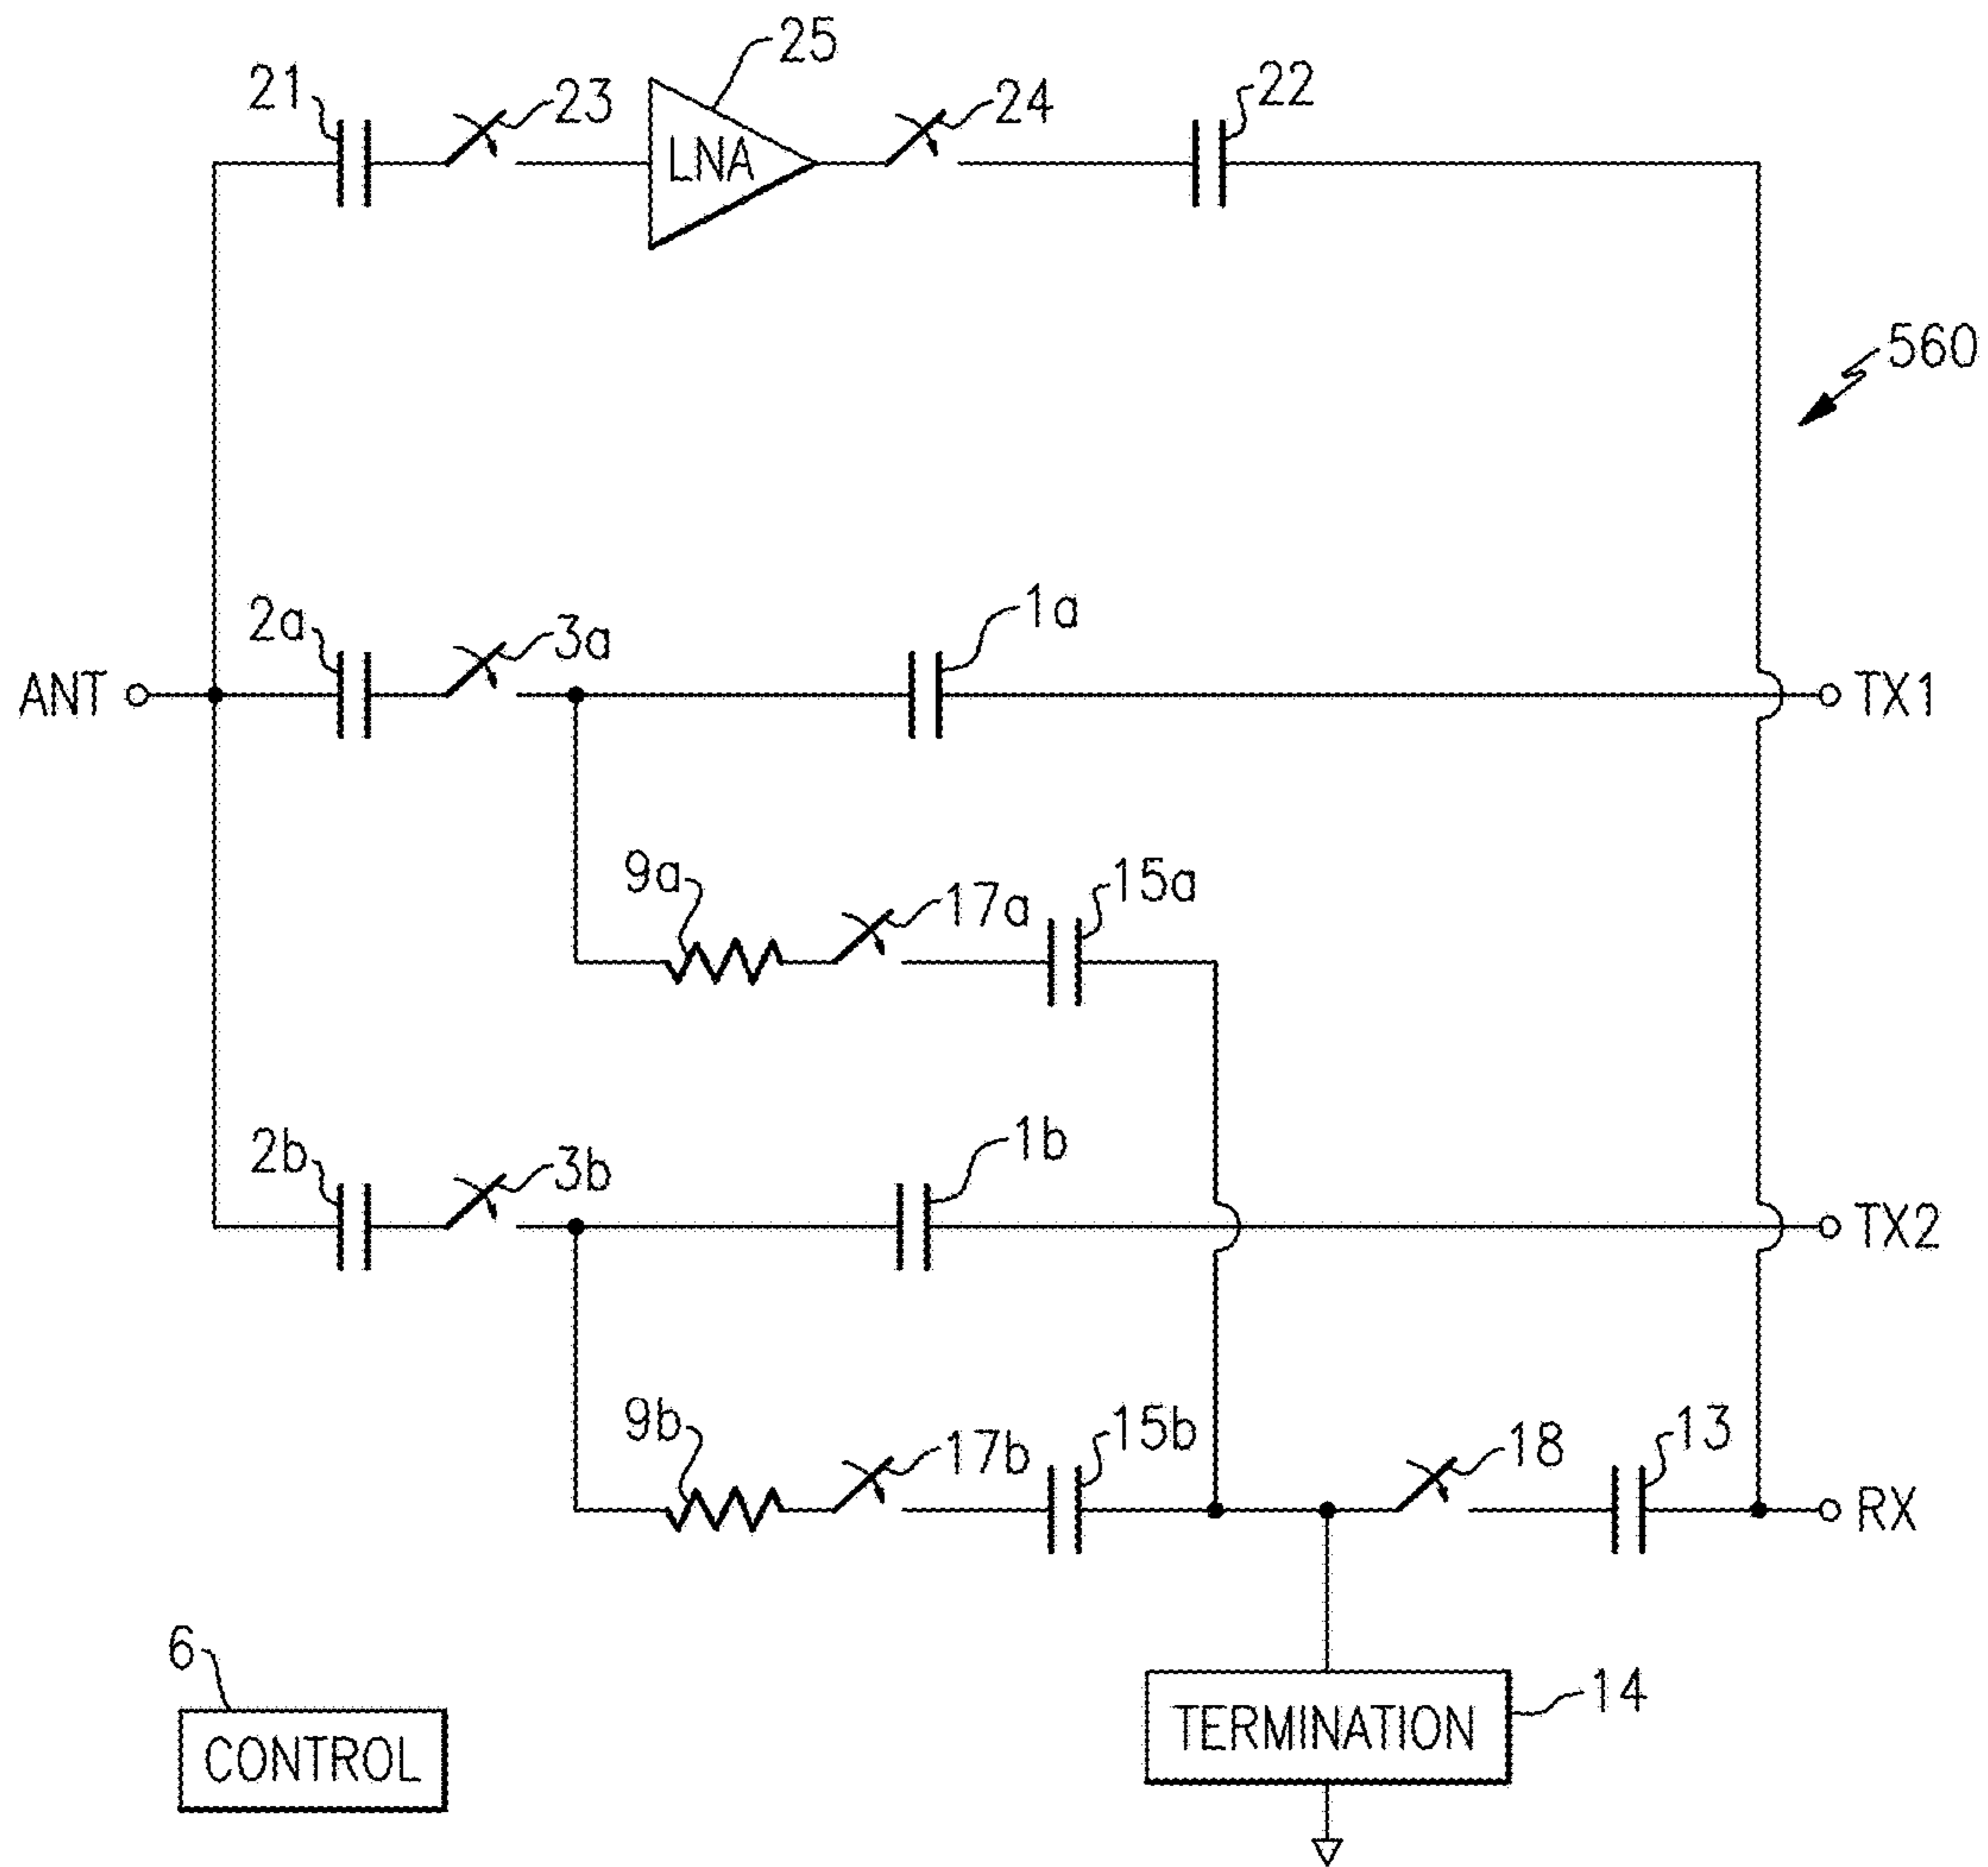 25
21
23
24
22
LNA
560
2a
3a
1a
ANT
TX1
9a
17a
15a
2b
3b
1b
TX2
9b
17b
15b
18
13
RX
6
CONTROL
TERMINATION
14